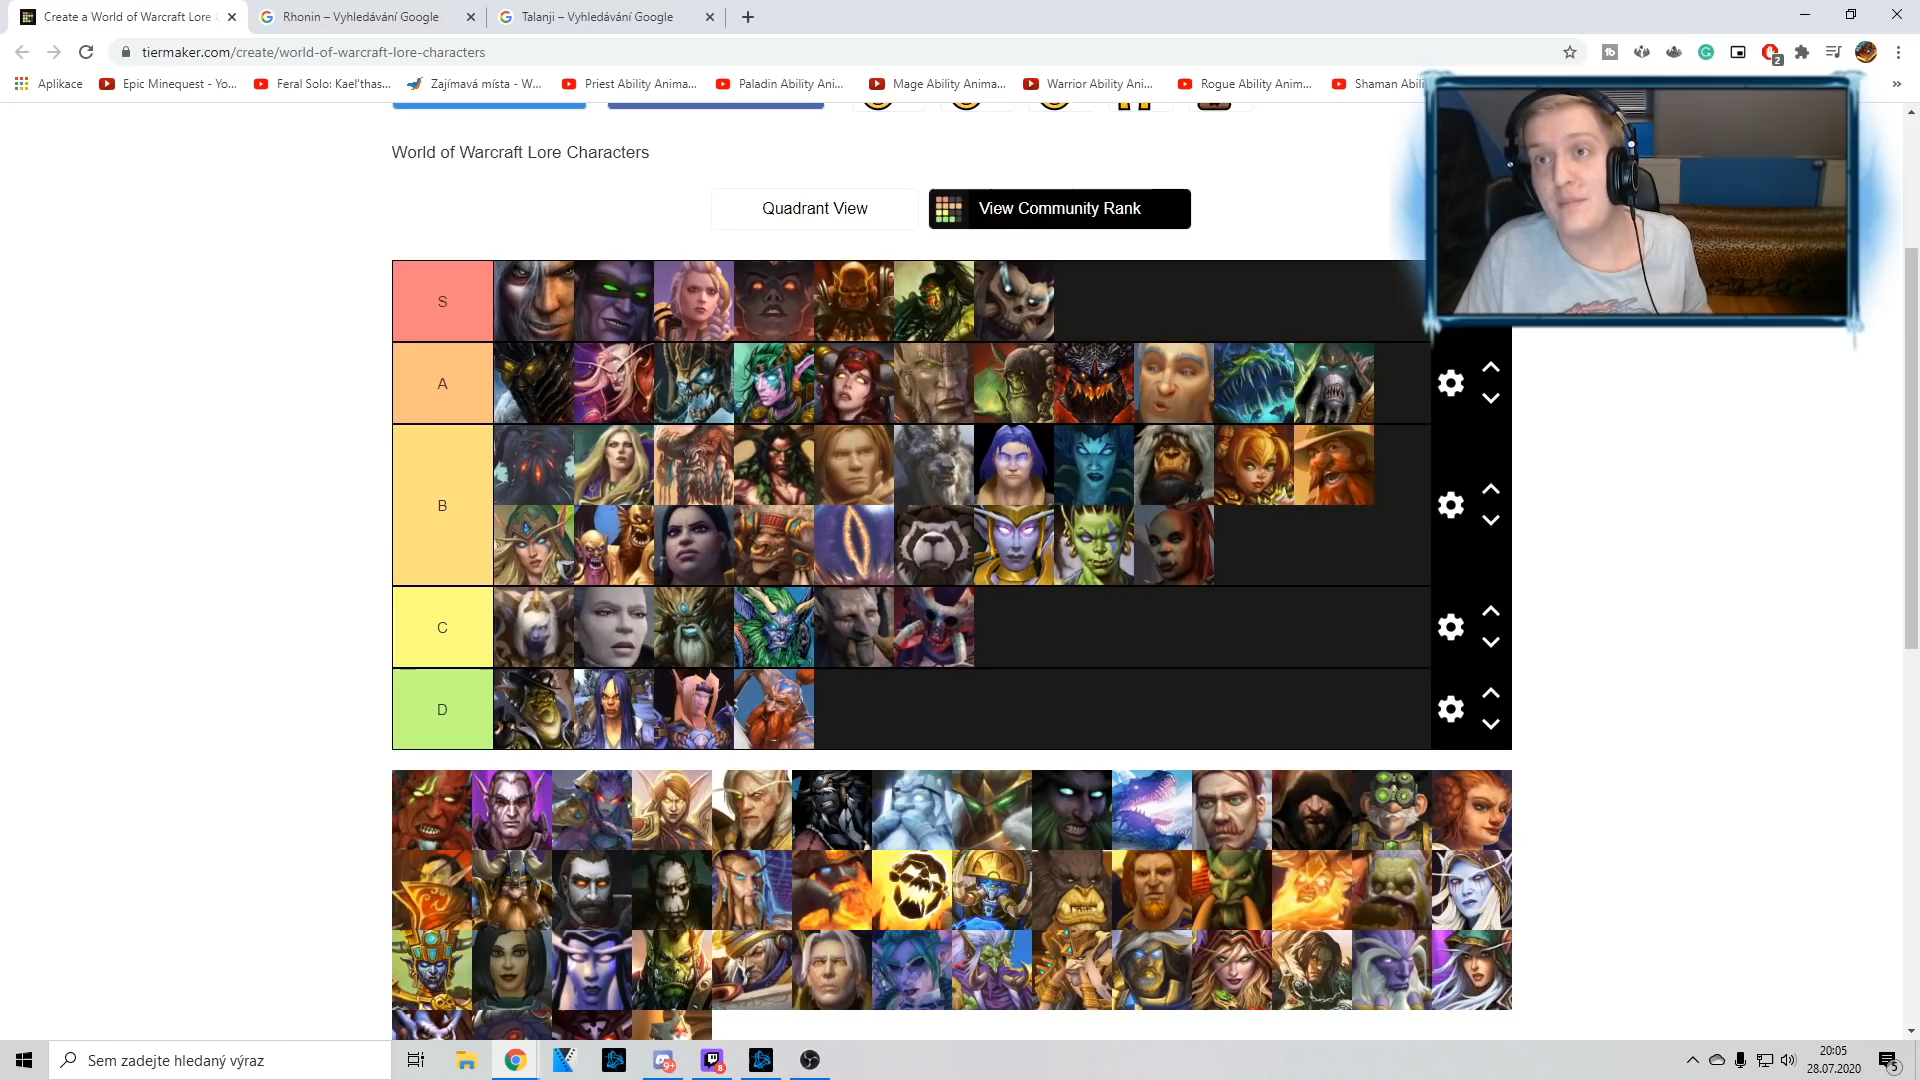 Create a World of Warcraft Lore
Rhonin – Vyhledávání Google
Talanji – Vyhledávání Google
tiermaker.com/create/world-of-warcraft-lore-characters
Aplikace
Epic Minequest - Yo...
Feral Solo: Kael'thas...
Zajímavá místa - W...
Priest Ability Anima...
Paladin Ability Ani...
Mage Ability Anima...
Warrior Ability Ani...
Rogue Ability Anim...
Shaman Abili
World of Warcraft Lore Characters
Quadrant View
View Community Rank
S
A
B
C
D
Sem zadejte hledaný výraz
20:05
28.07.2020